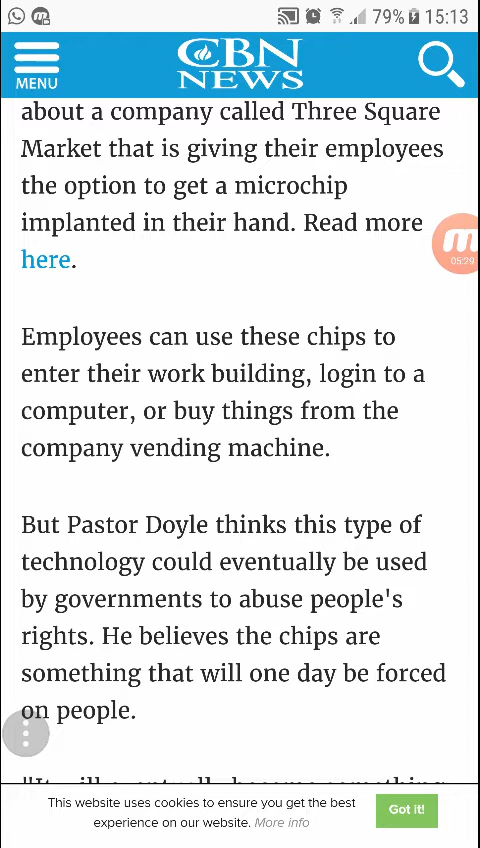 79% 15:13
MENU
CBN
NEWS
about a company called Three Square
Market that is giving their employees
the option to get a microchip
implanted in their hand. Read more
here.
05:29
Employees can use these chips to
enter their work building, login to a
computer, or buy things from the
company vending machine.
But Pastor Doyle thinks this type of
technology could eventually be used
by governments to abuse people's
rights. He believes the chips are
something that will one day be forced
on people.
This website uses cookies to ensure you get the best
experience on our website. More info
Got it!